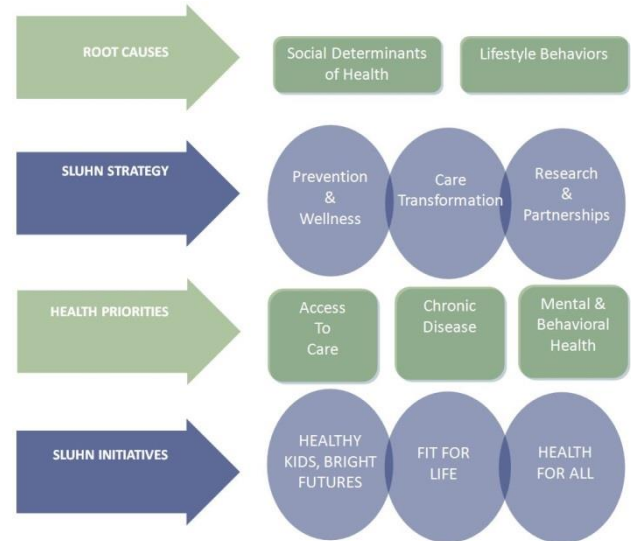 ROOT CAUSES
Social Determinants
of Health
Lifestyle Behaviors
SLUHN STRATEGY
Prevention
&
Wellness
Care
Transformation
Research
&
Partnerships
HEALTH PRIORITIES
Access
To
Care
Chronic
Disease
Mental &
Behavioral
Health
SLUHN INITIATIVES
HEALTHY
KIDS, BRIGHT
FUTURES
FIT FOR
LIFE
HEALTH
FOR ALL